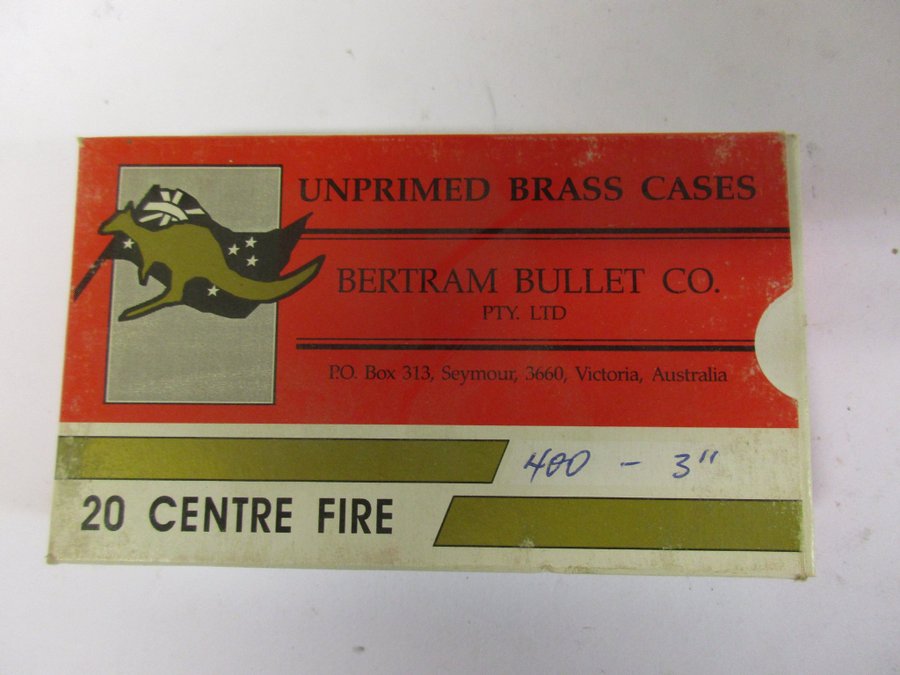 UNPRIMED BRASS CASES
BERTRAM BULLET CO.
PTY. LTD
P.O. Box 313, Seymour, 3660, Victoria, Australia
400 - 3"
20 CENTRE FIRE